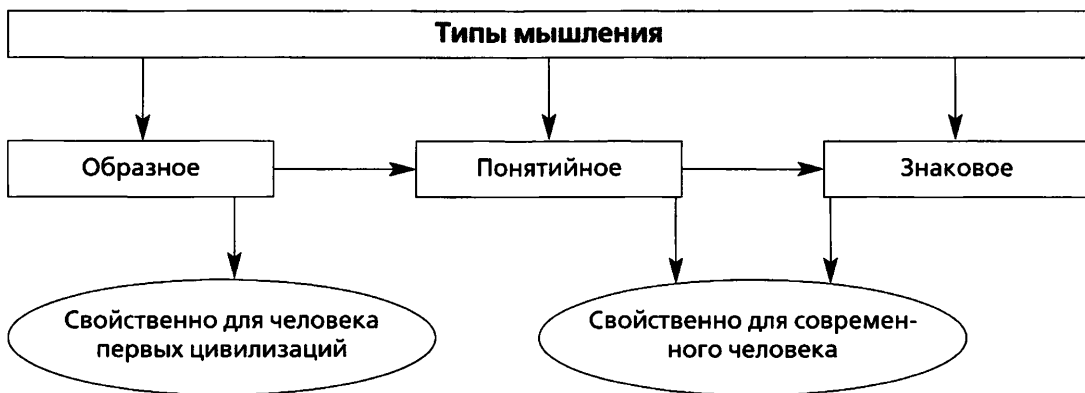 Типы мышления
Образное
Понятийное
Знаковое
Свойственно для человека
первых цивилизаций
Свойственно для современ-
ного человека